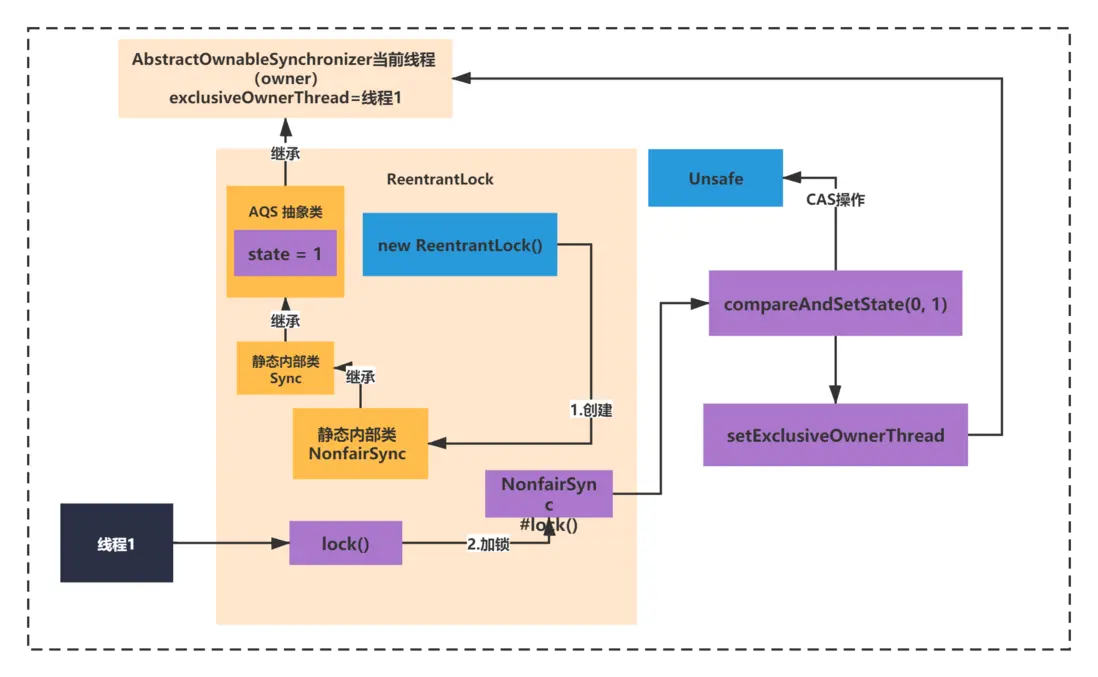 AbstractOwnableSynchronizer当前线程
（owner）
exclusiveOwnerThread=线程1
继承
ReentrantLock
Unsafe
CAS操作
AQS 抽象类
new ReentrantLock()
state = 1
compareAndSetState(0, 1)
继承
静态内部类
Sync
继承
1.创建
静态内部类
NonfairSync
setExclusiveOwnerThread
NonfairSyn
c
#lock()
线程1
lock()
2.加锁